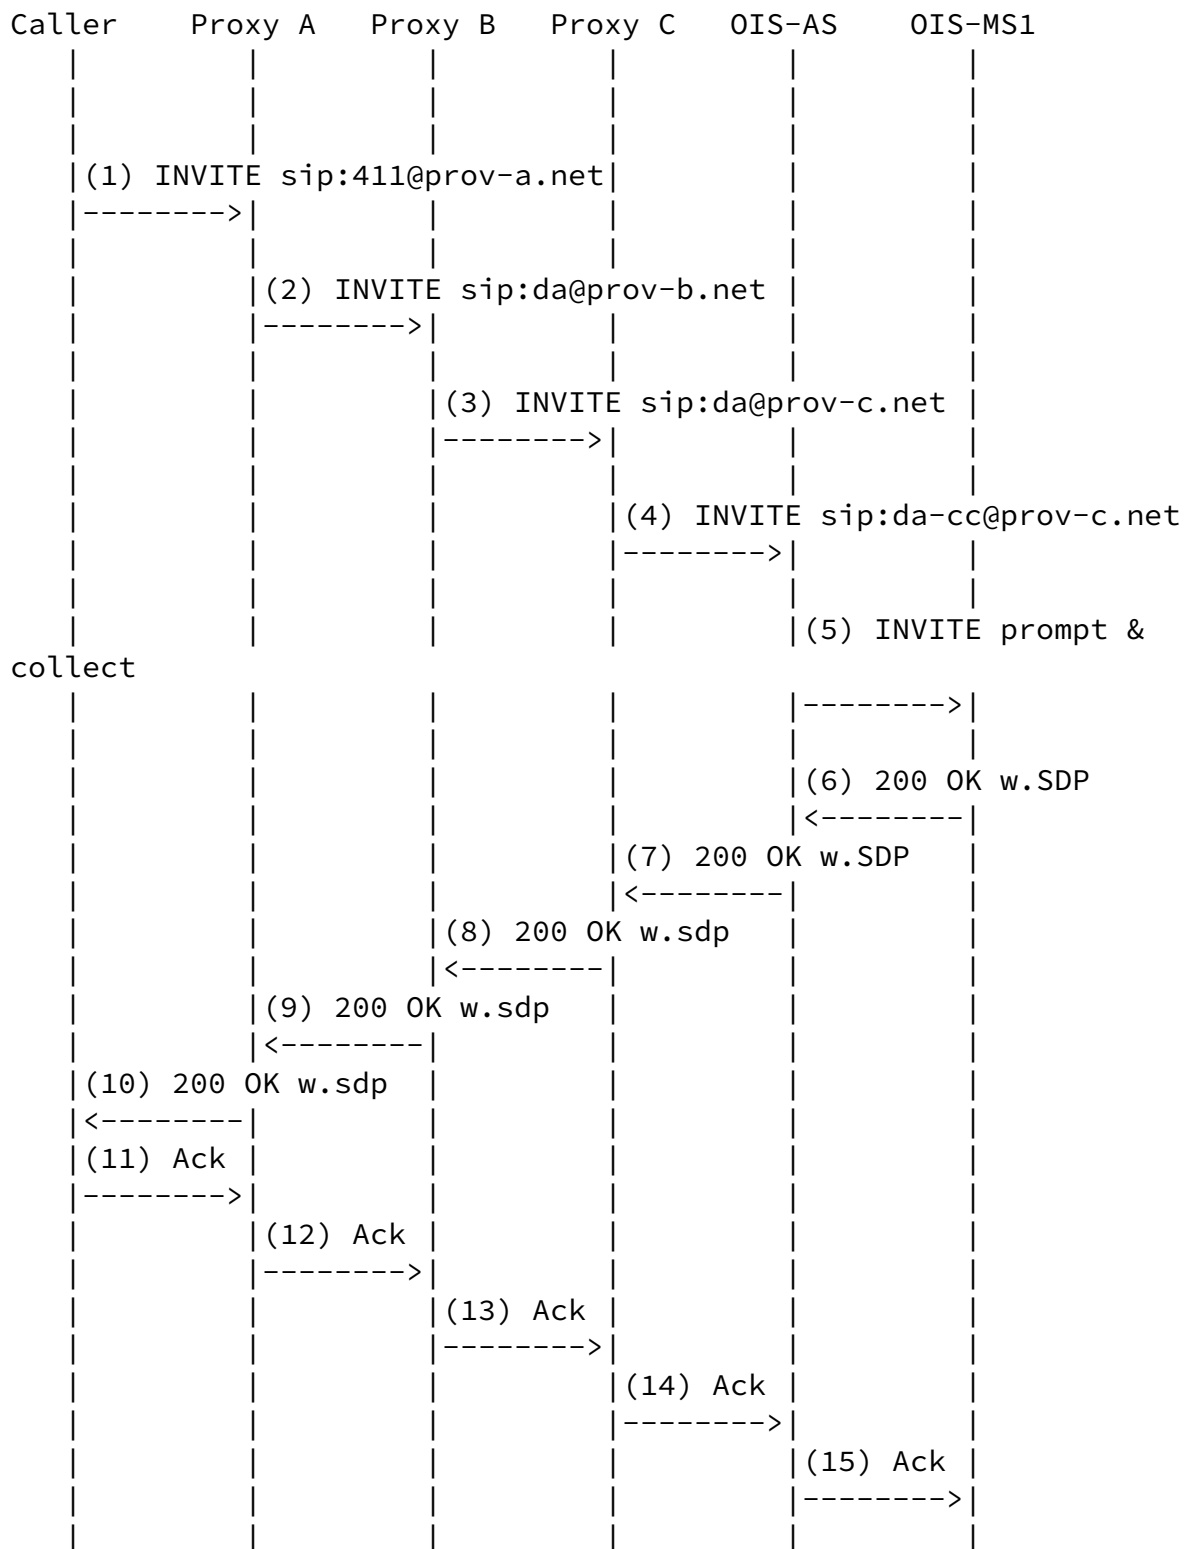 Caller Proxy A Proxy B Proxy C OIS-AS OIS-MS1
(1) INVITE sip:411@prov-a.net
(2) INVITE sip:da@prov-b.net
(3) INVITE sip:da@prov-c.net
(4) INVITE sip:da-cc@prov-c.net
(5) INVITE prompt &
collect
(6) 200 OK w.SDP
(7) 200 OK w.SDP
(8) 200 OK w.sdp
(9) 200 OK w.sdp
(10) 200 OK w.sdp
(11) Ack
(12) Ack
(13) Ack
(14) Ack
(15) Ack